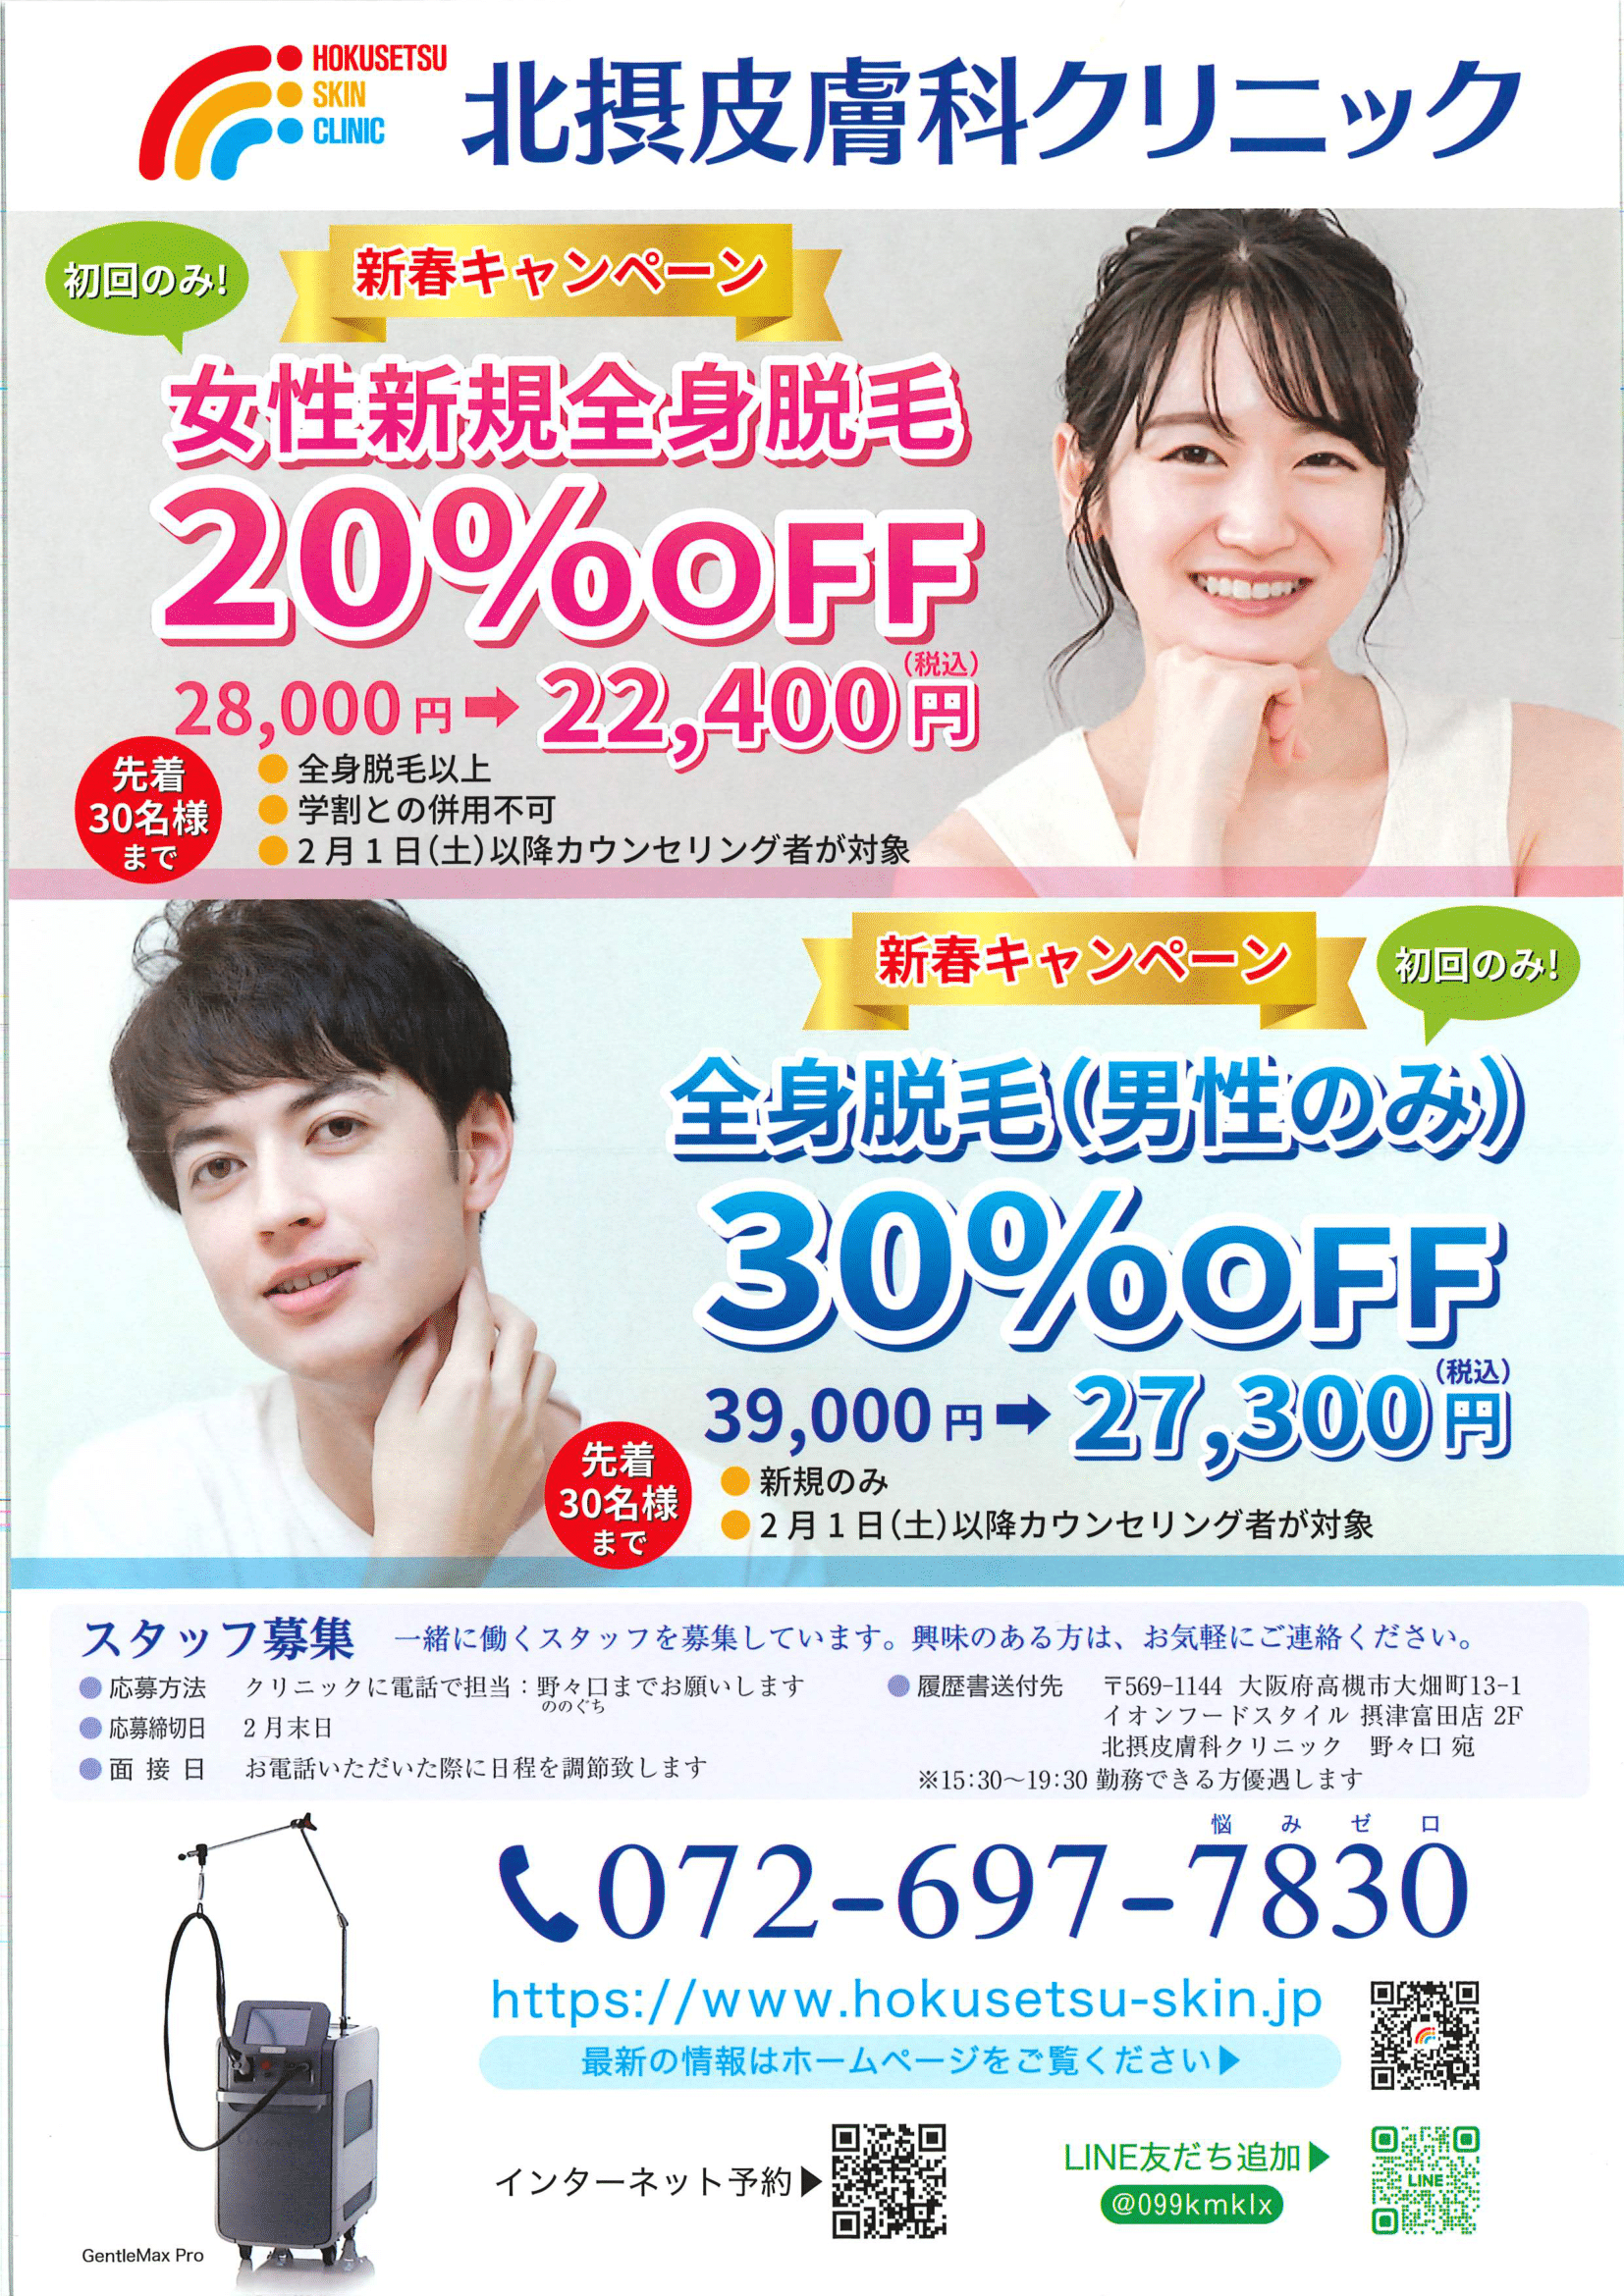 HOKUSETSU
SKIN
CLINIC
北摂皮膚科クリニック
初回のみ!
新春キャンペーン
女性新規全身脱毛
20%OFF
28,000円➡22,400円(税込)
先着
30名様
まで
● 全身脱毛以上
● 学割との併用不可
● 2月1日(土)以降カウンセリング者が対象
新春キャンペーン
初回のみ!
全身脱毛(男性のみ)
30%OFF
39,000円➡27,300円(税込)
先着
30名様
まで
● 新規のみ
● 2月1日(土)以降カウンセリング者が対象
スタッフ募集 一緒に働くスタッフを募集しています。興味のある方は、お気軽にご連絡ください。
● 応募方法 クリニックに電話で担当:野々口までお願いします
ののぐち
● 応募締切日 2月末日
● 面接日 お電話いただいた際に日程を調節致します
● 履歴書送付先 〒569-1144 大阪府高槻市大畑町13-1
イオンフードスタイル 摂津富田店 2F
北摂皮膚科クリニック 野々口 宛
※15:30〜19:30 勤務できる方優遇します
悩みゼロ
072-697-7830
https://www.hokusetsu-skin.jp
最新の情報はホームページをご覧ください▶
インターネット予約▶
LINE友だち追加▶
@099kmklx
LINE
GentleMax Pro